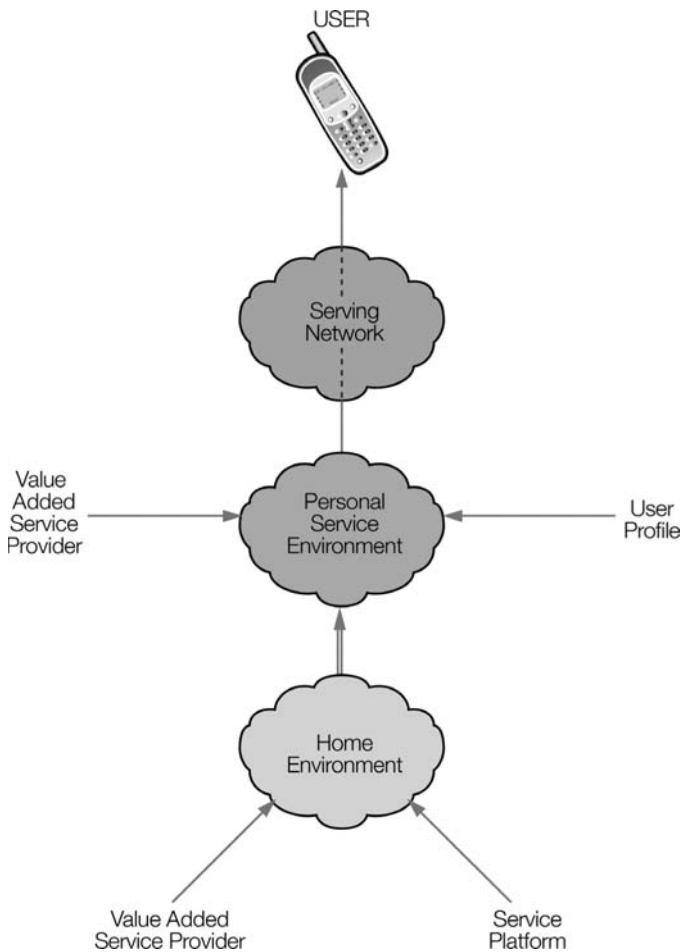 USER
Serving
Network
Value
Added
Service
Provider
Personal
Service
Environment
User
Profile
Home
Environment
Value Added
Service Provider
Service
Platform